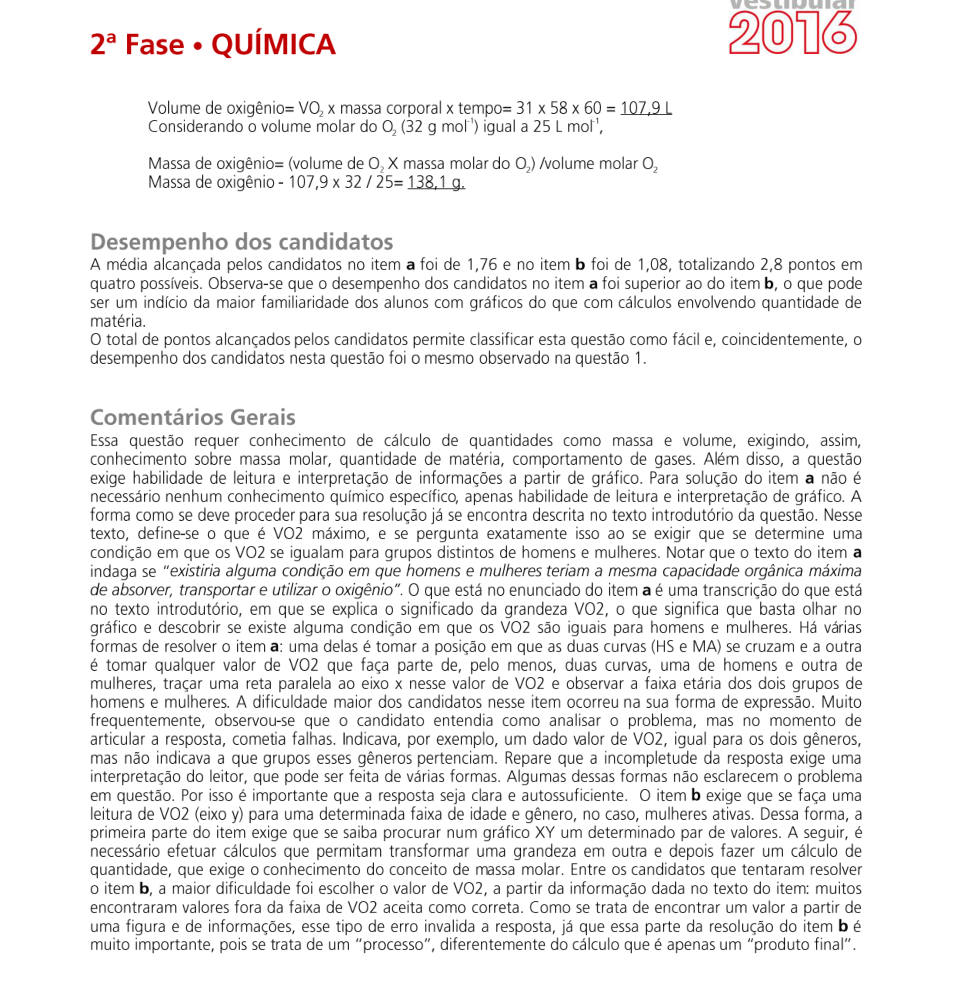 vestibular
2016
2ª Fase • QUÍMICA
Volume de oxigênio= VO₂ x massa corporal x tempo= 31 x 58 x 60 = 107,9 L
Considerando o volume molar do O₂ (32 g mol⁻¹) igual a 25 L mol⁻¹,
Massa de oxigênio= (volume de O₂ X massa molar do O₂) /volume molar O₂
Massa de oxigênio - 107,9 x 32 / 25= 138,1 g.
Desempenho dos candidatos
A média alcançada pelos candidatos no item a foi de 1,76 e no item b foi de 1,08, totalizando 2,8 pontos em
quatro possíveis. Observa-se que o desempenho dos candidatos no item a foi superior ao do item b, o que pode
ser um indício da maior familiaridade dos alunos com gráficos do que com cálculos envolvendo quantidade de
matéria.
O total de pontos alcançados pelos candidatos permite classificar esta questão como fácil e, coincidentemente, o
desempenho dos candidatos nesta questão foi o mesmo observado na questão 1.
Comentários Gerais
Essa questão requer conhecimento de cálculo de quantidades como massa e volume, exigindo, assim,
conhecimento sobre massa molar, quantidade de matéria, comportamento de gases. Além disso, a questão
exige habilidade de leitura e interpretação de informações a partir de gráfico. Para solução do item a não é
necessário nenhum conhecimento químico específico, apenas habilidade de leitura e interpretação de gráfico. A
forma como se deve proceder para sua resolução já se encontra descrita no texto introdutório da questão. Nesse
texto, define-se o que é VO2 máximo, e se pergunta exatamente isso ao se exigir que se determine uma
condição em que os VO2 se igualam para grupos distintos de homens e mulheres. Notar que o texto do item a
indaga se “existiria alguma condição em que homens e mulheres teriam a mesma capacidade orgânica máxima
de absorver, transportar e utilizar o oxigênio”. O que está no enunciado do item a é uma transcrição do que está
no texto introdutório, em que se explica o significado da grandeza VO2, o que significa que basta olhar no
gráfico e descobrir se existe alguma condição em que os VO2 são iguais para homens e mulheres. Há várias
formas de resolver o item a: uma delas é tomar a posição em que as duas curvas (HS e MA) se cruzam e a outra
é tomar qualquer valor de VO2 que faça parte de, pelo menos, duas curvas, uma de homens e outra de
mulheres, traçar uma reta paralela ao eixo x nesse valor de VO2 e observar a faixa etária dos dois grupos de
homens e mulheres. A dificuldade maior dos candidatos nesse item ocorreu na sua forma de expressão. Muito
frequentemente, observou-se que o candidato entendia como analisar o problema, mas no momento de
articular a resposta, cometia falhas. Indicava, por exemplo, um dado valor de VO2, igual para os dois gêneros,
mas não indicava a que grupos esses gêneros pertenciam. Repare que a incompletude da resposta exige uma
interpretação do leitor, que pode ser feita de várias formas. Algumas dessas formas não esclarecem o problema
em questão. Por isso é importante que a resposta seja clara e autossuficiente. O item b exige que se faça uma
leitura de VO2 (eixo y) para uma determinada faixa de idade e gênero, no caso, mulheres ativas. Dessa forma, a
primeira parte do item exige que se saiba procurar num gráfico XY um determinado par de valores. A seguir, é
necessário efetuar cálculos que permitam transformar uma grandeza em outra e depois fazer um cálculo de
quantidade, que exige o conhecimento do conceito de massa molar. Entre os candidatos que tentaram resolver
o item b, a maior dificuldade foi escolher o valor de VO2, a partir da informação dada no texto do item: muitos
encontraram valores fora da faixa de VO2 aceita como correta. Como se trata de encontrar um valor a partir de
uma figura e de informações, esse tipo de erro invalida a resposta, já que essa parte da resolução do item b é
muito importante, pois se trata de um “processo”, diferentemente do cálculo que é apenas um “produto final”.